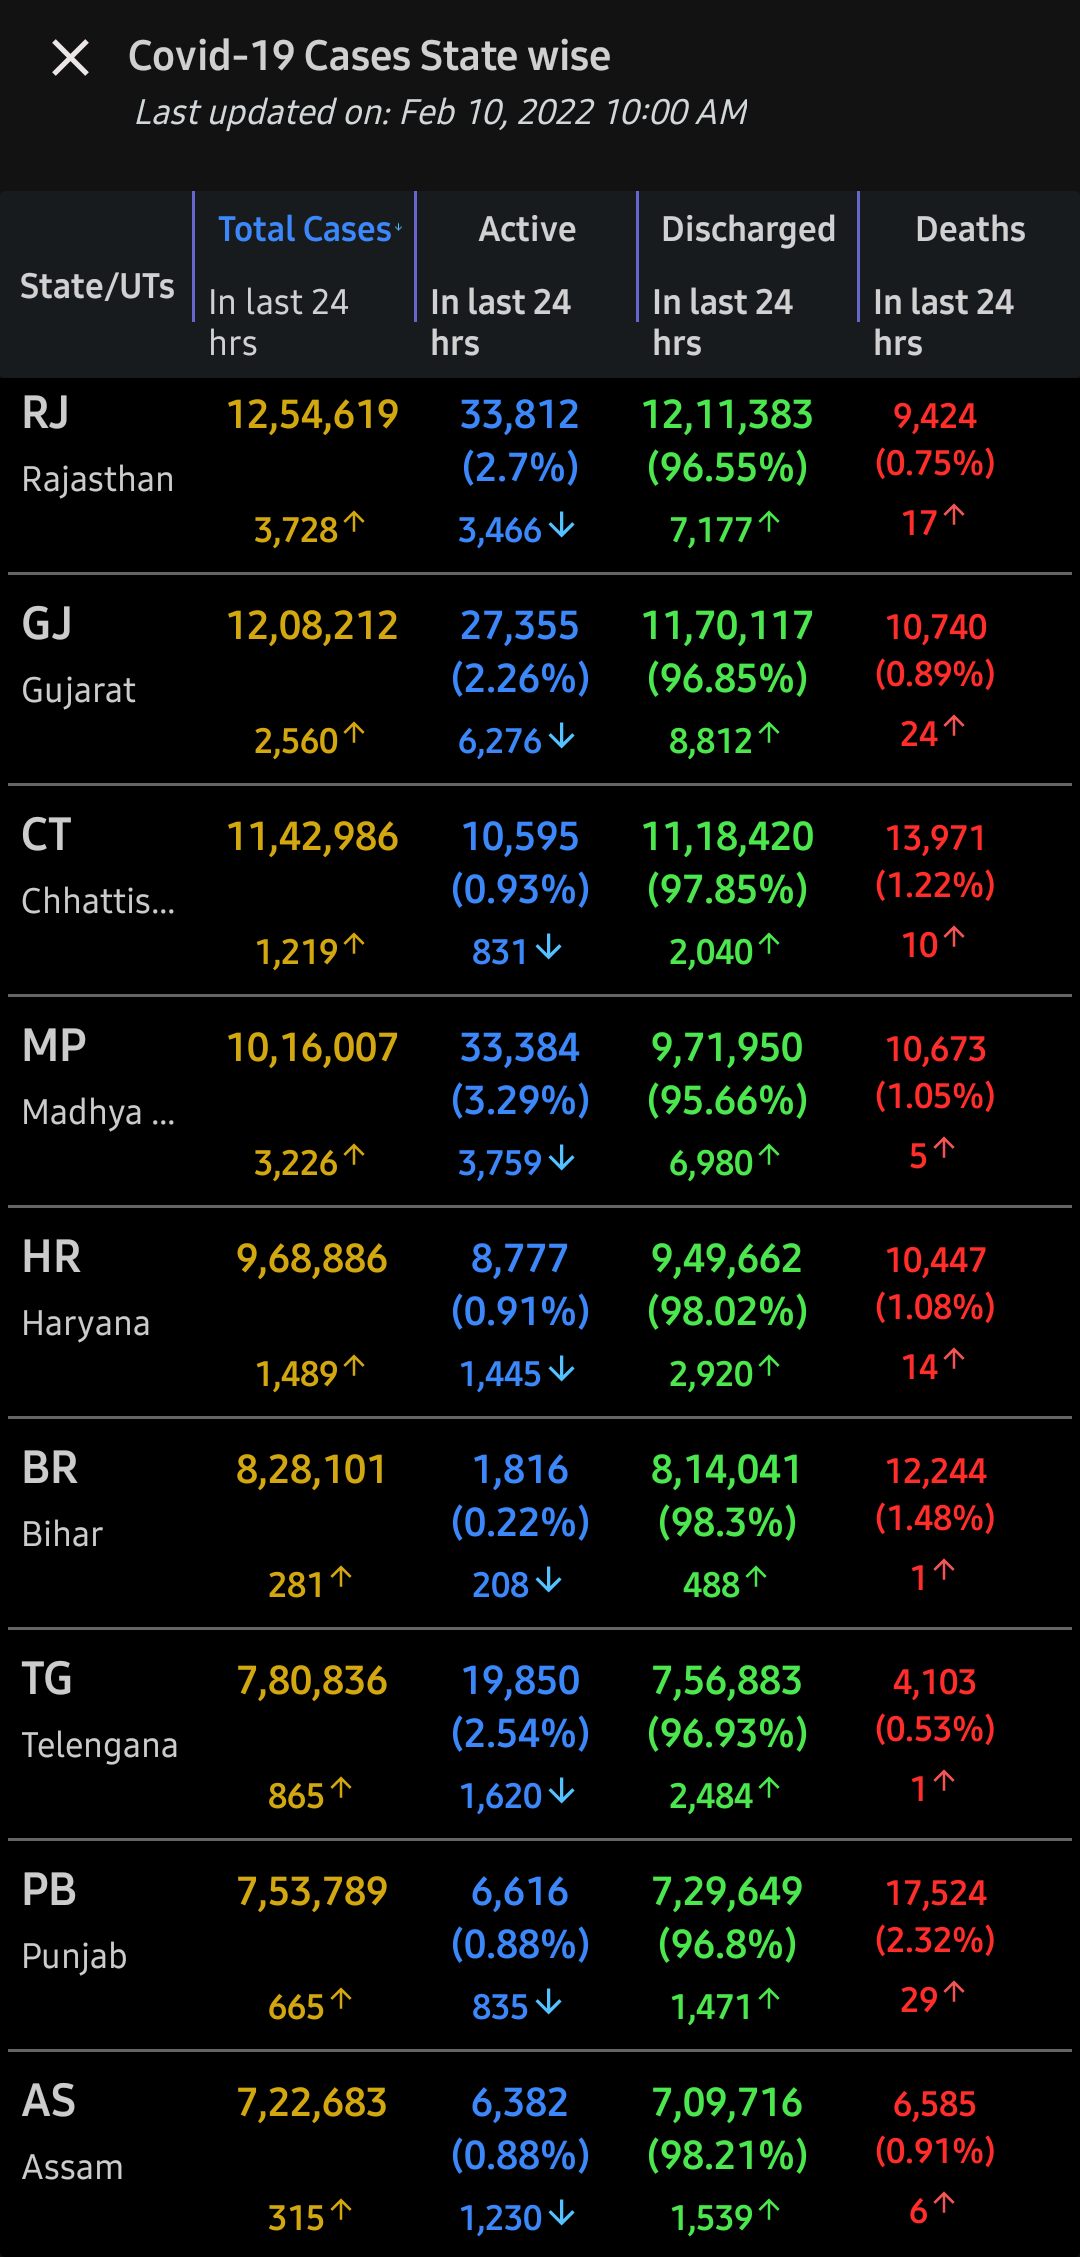 Covid-19 Cases State wise
Last updated on: Feb 10, 2022 10:00 AM
State/UTs Total Cases↓ Active Discharged Deaths
In last 24 hrs In last 24 hrs In last 24 hrs In last 24 hrs
RJ 12,54,619 33,812 12,11,383 9,424
Rajasthan (2.7%) (96.55%) (0.75%)
3,728↑ 3,466↓ 7,177↑ 17↑
GJ 12,08,212 27,355 11,70,117 10,740
Gujarat (2.26%) (96.85%) (0.89%)
2,560↑ 6,276↓ 8,812↑ 24↑
CT 11,42,986 10,595 11,18,420 13,971
Chhattis... (0.93%) (97.85%) (1.22%)
1,219↑ 831↓ 2,040↑ 10↑
MP 10,16,007 33,384 9,71,950 10,673
Madhya ... (3.29%) (95.66%) (1.05%)
3,226↑ 3,759↓ 6,980↑ 5↑
HR 9,68,886 8,777 9,49,662 10,447
Haryana (0.91%) (98.02%) (1.08%)
1,489↑ 1,445↓ 2,920↑ 14↑
BR 8,28,101 1,816 8,14,041 12,244
Bihar (0.22%) (98.3%) (1.48%)
281↑ 208↓ 488↑ 1↑
TG 7,80,836 19,850 7,56,883 4,103
Telengana (2.54%) (96.93%) (0.53%)
865↑ 1,620↓ 2,484↑ 1↑
PB 7,53,789 6,616 7,29,649 17,524
Punjab (0.88%) (96.8%) (2.32%)
665↑ 835↓ 1,471↑ 29↑
AS 7,22,683 6,382 7,09,716 6,585
Assam (0.88%) (98.21%) (0.91%)
315↑ 1,230↓ 1,539↑ 6↑